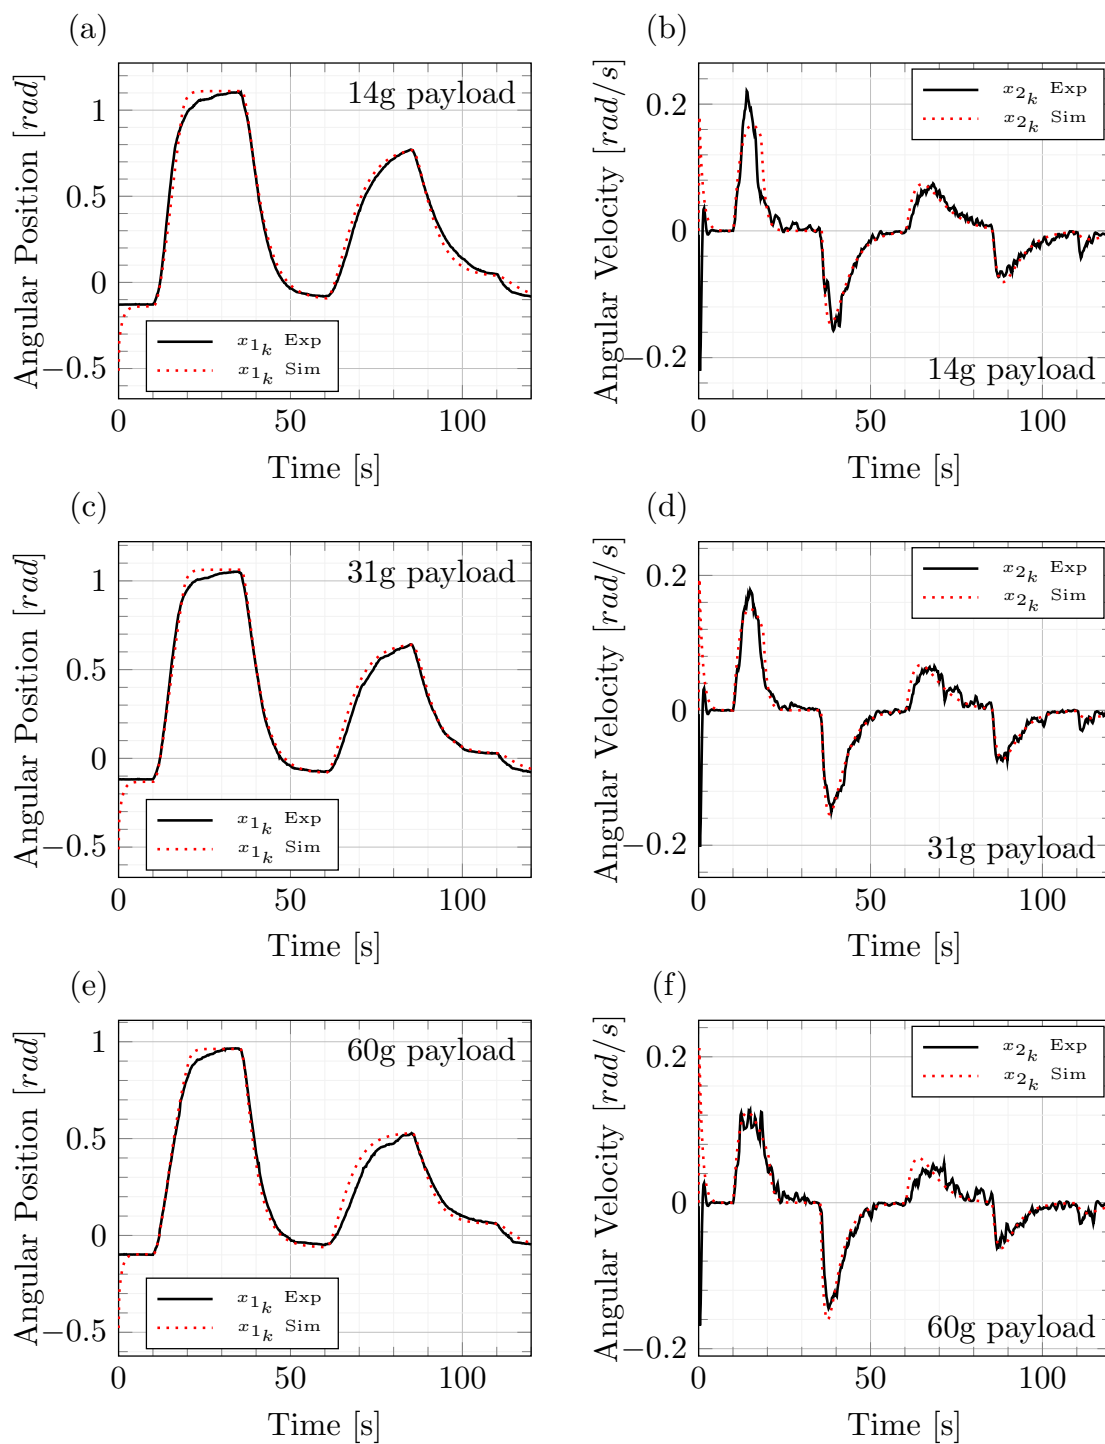 (a)
Angular Position [rad]
1
0.5
0
−0.5
14g payload
x1k Exp
x1k Sim
0 50 100
Time [s]
(b)
Angular Velocity [rad/s]
0.2
0
−0.2
x2k Exp
x2k Sim
14g payload
0 50 100
Time [s]
(c)
Angular Position [rad]
1
0.5
0
−0.5
31g payload
x1k Exp
x1k Sim
0 50 100
Time [s]
(d)
Angular Velocity [rad/s]
0.2
0
−0.2
x2k Exp
x2k Sim
31g payload
0 50 100
Time [s]
(e)
Angular Position [rad]
1
0.5
0
−0.5
60g payload
x1k Exp
x1k Sim
0 50 100
Time [s]
(f)
Angular Velocity [rad/s]
0.2
0
−0.2
x2k Exp
x2k Sim
60g payload
0 50 100
Time [s]